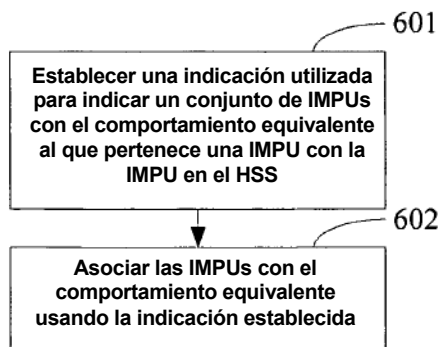 601
Establecer una indicación utilizada
para indicar un conjunto de IMPUs
con el comportamiento equivalente
al que pertenece una IMPU con la
IMPU en el HSS
602
Asociar las IMPUs con el
comportamiento equivalente
usando la indicación establecida